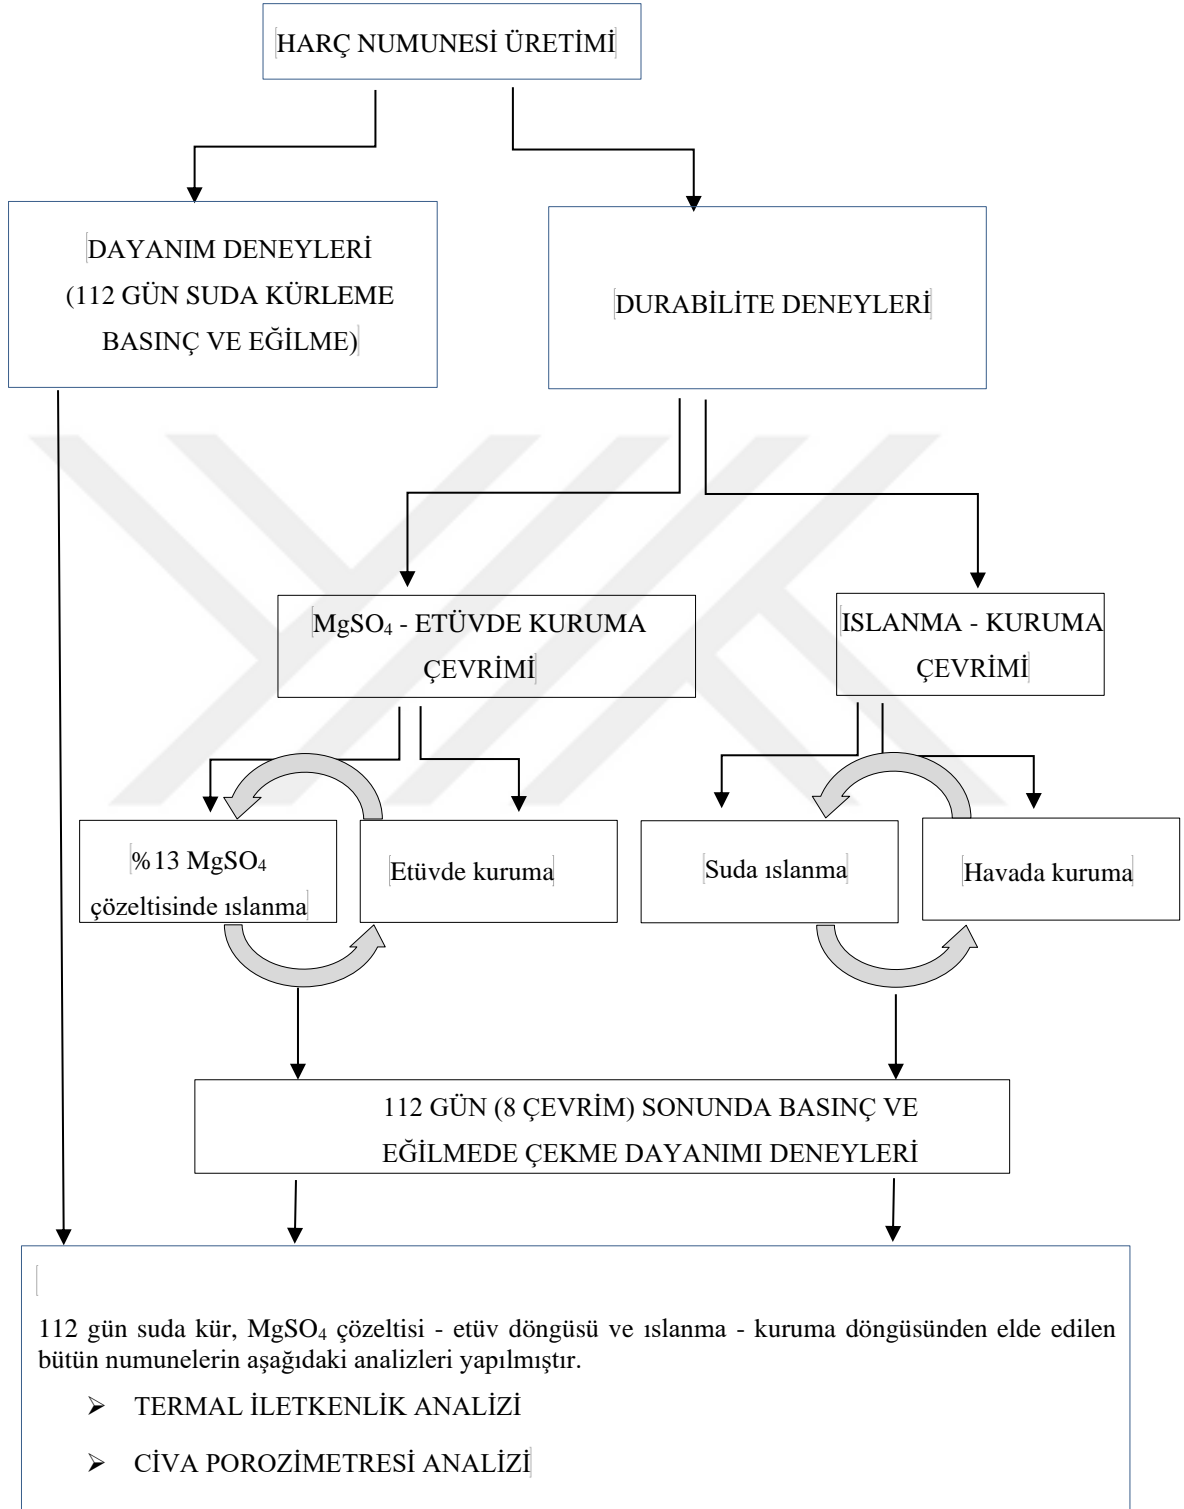 HARÇ NUMUNESİ ÜRETİMİ
DAYANIM DENEYLERİ
(112 GÜN SUDA KÜRLEME
BASINÇ VE EĞİLME)
DURABİLİTE DENEYLERİ
MgSO₄ - ETÜVDE KURUMA
ÇEVRİMİ
ISLANMA - KURUMA
ÇEVRİMİ
%13 MgSO₄
çözeltisinde ıslanma
Etüvde kuruma
Suda ıslanma
Havada kuruma
112 GÜN (8 ÇEVRİM) SONUNDA BASINÇ VE
EĞİLMEDE ÇEKME DAYANIMI DENEYLERİ
112 gün suda kür, MgSO₄ çözeltisi - etüv döngüsü ve ıslanma - kuruma döngüsünden elde edilen
bütün numunelerin aşağıdaki analizleri yapılmıştır.
➢ TERMAL İLETKENLİK ANALİZİ
➢ CİVA POROZİMETRESİ ANALİZİ